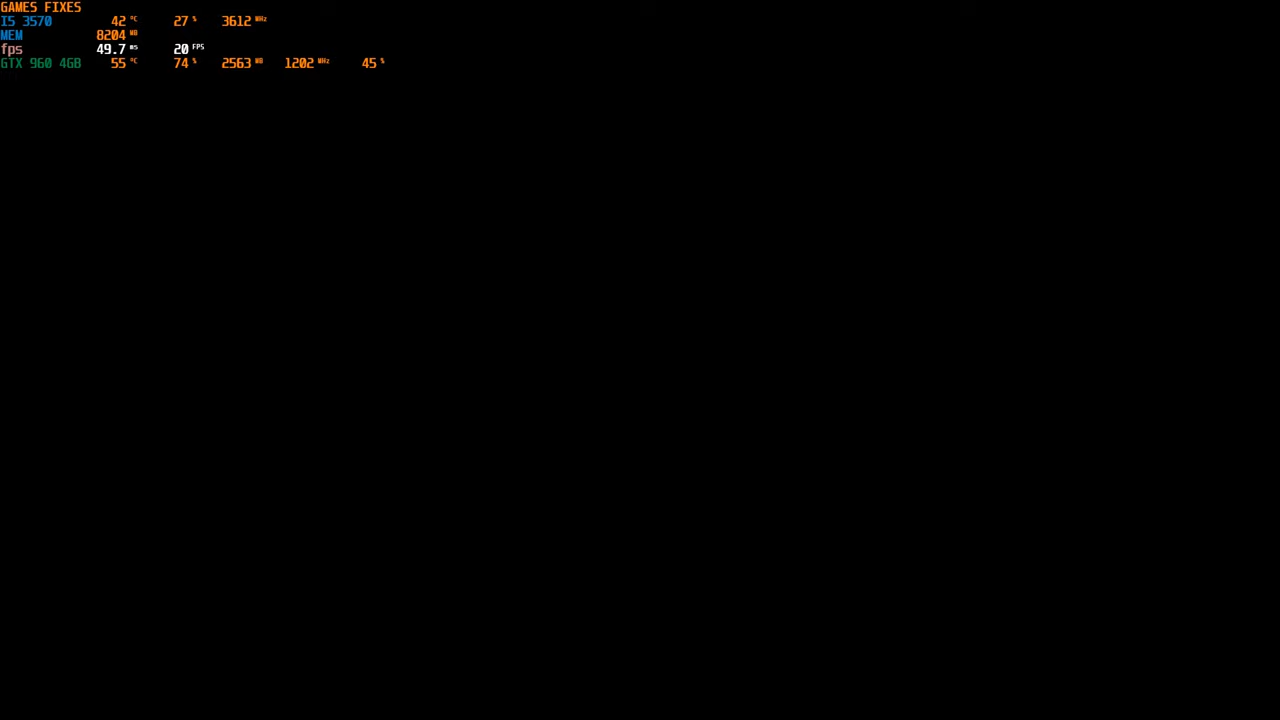 GAMES FIXES
I5 3570 42 °C 27 % 3612 MHz
MEM 8204 MB
fps 49.7 ms 20 FPS
GTX 960 4GB 55 °C 74 % 2563 MB 1202 MHz 45 %